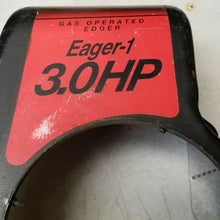 GAS OPERATED
EDGER
Eager-1
3.0HP